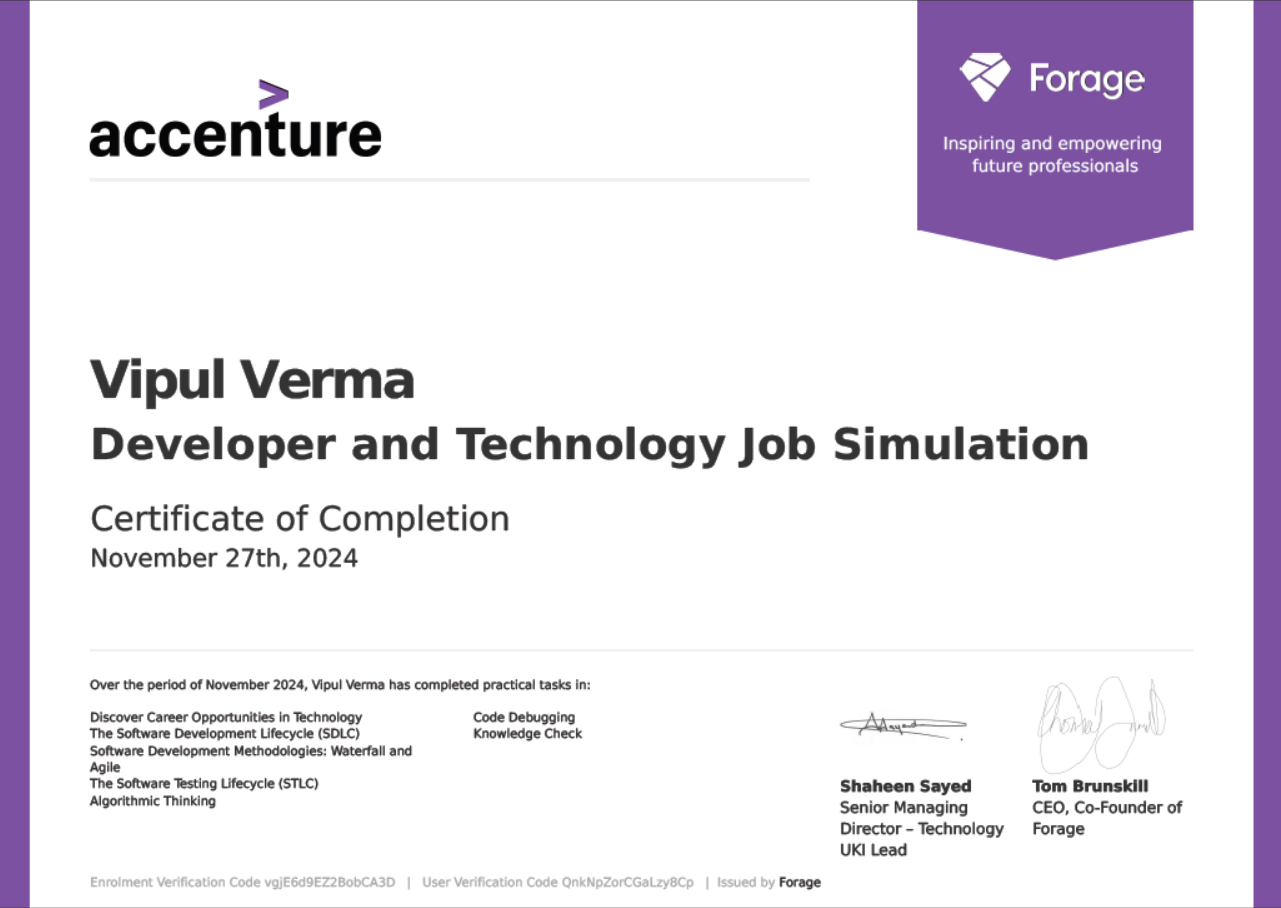 accenture
>
Forage
Inspiring and empowering
future professionals
Vipul Verma
Developer and Technology Job Simulation
Certificate of Completion
November 27th, 2024
Over the period of November 2024, Vipul Verma has completed practical tasks in:
Discover Career Opportunities in Technology
The Software Development Lifecycle (SDLC)
Software Development Methodologies: Waterfall and
Agile
The Software Testing Lifecycle (STLC)
Algorithmic Thinking
Code Debugging
Knowledge Check
Shaheen Sayed
Senior Managing
Director – Technology
UKI Lead
Tom Brunskill
CEO, Co-Founder of
Forage
Enrolment Verification Code vgjE6d9EZ2BobCA3D | User Verification Code QnkNpZorCGaLzy8Cp | Issued by Forage